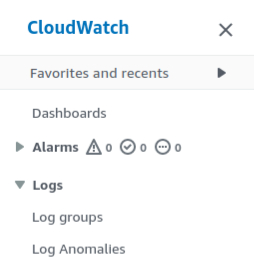 CloudWatch
Favorites and recents
Dashboards
Alarms 0 0 0
Logs
Log groups
Log Anomalies